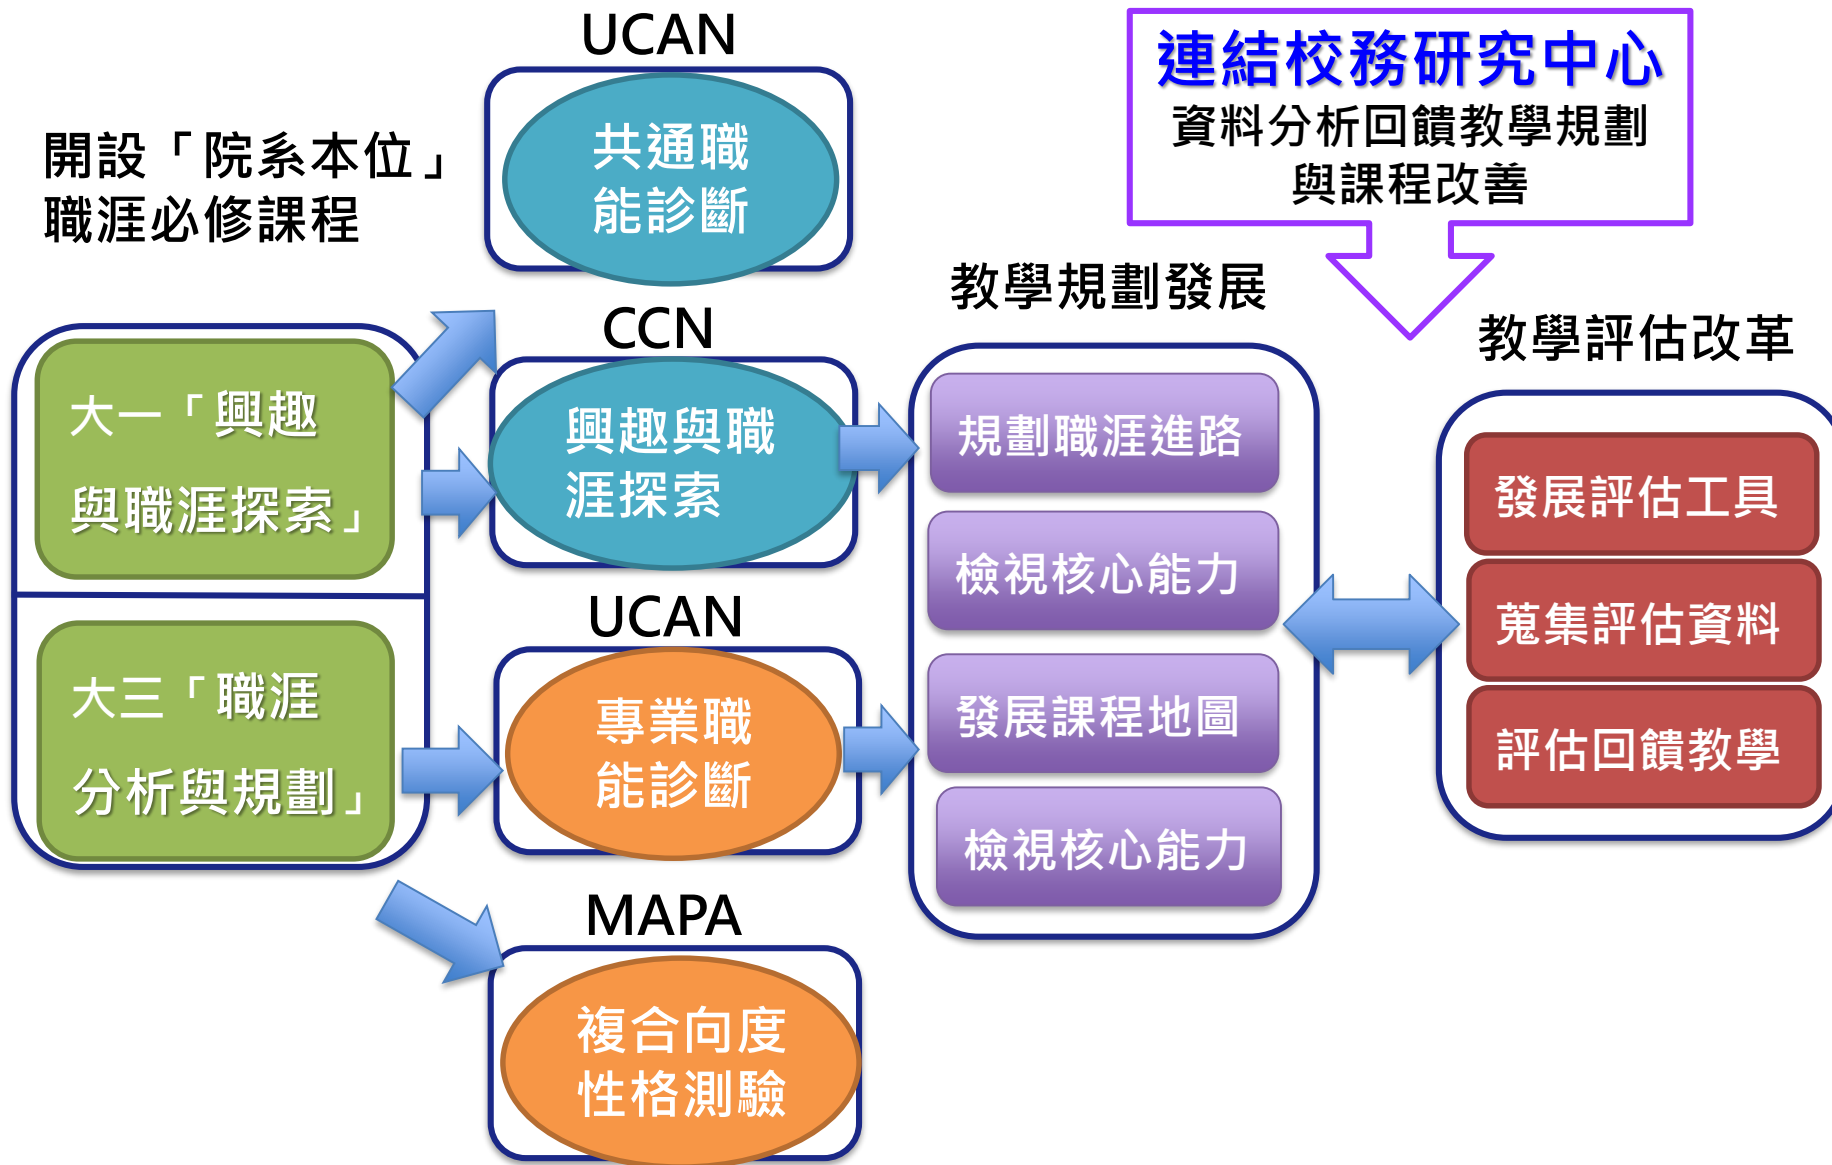 開設「院系本位」
職涯必修課程
大一「興趣
與職涯探索」
大三「職涯
分析與規劃」
UCAN
共通職
能診斷
CCN
興趣與職
涯探索
UCAN
專業職
能診斷
MAPA
複合向度
性格測驗
教學規劃發展
規劃職涯進路
檢視核心能力
發展課程地圖
檢視核心能力
連結校務研究中心
資料分析回饋教學規劃
與課程改善
教學評估改革
發展評估工具
蒐集評估資料
評估回饋教學